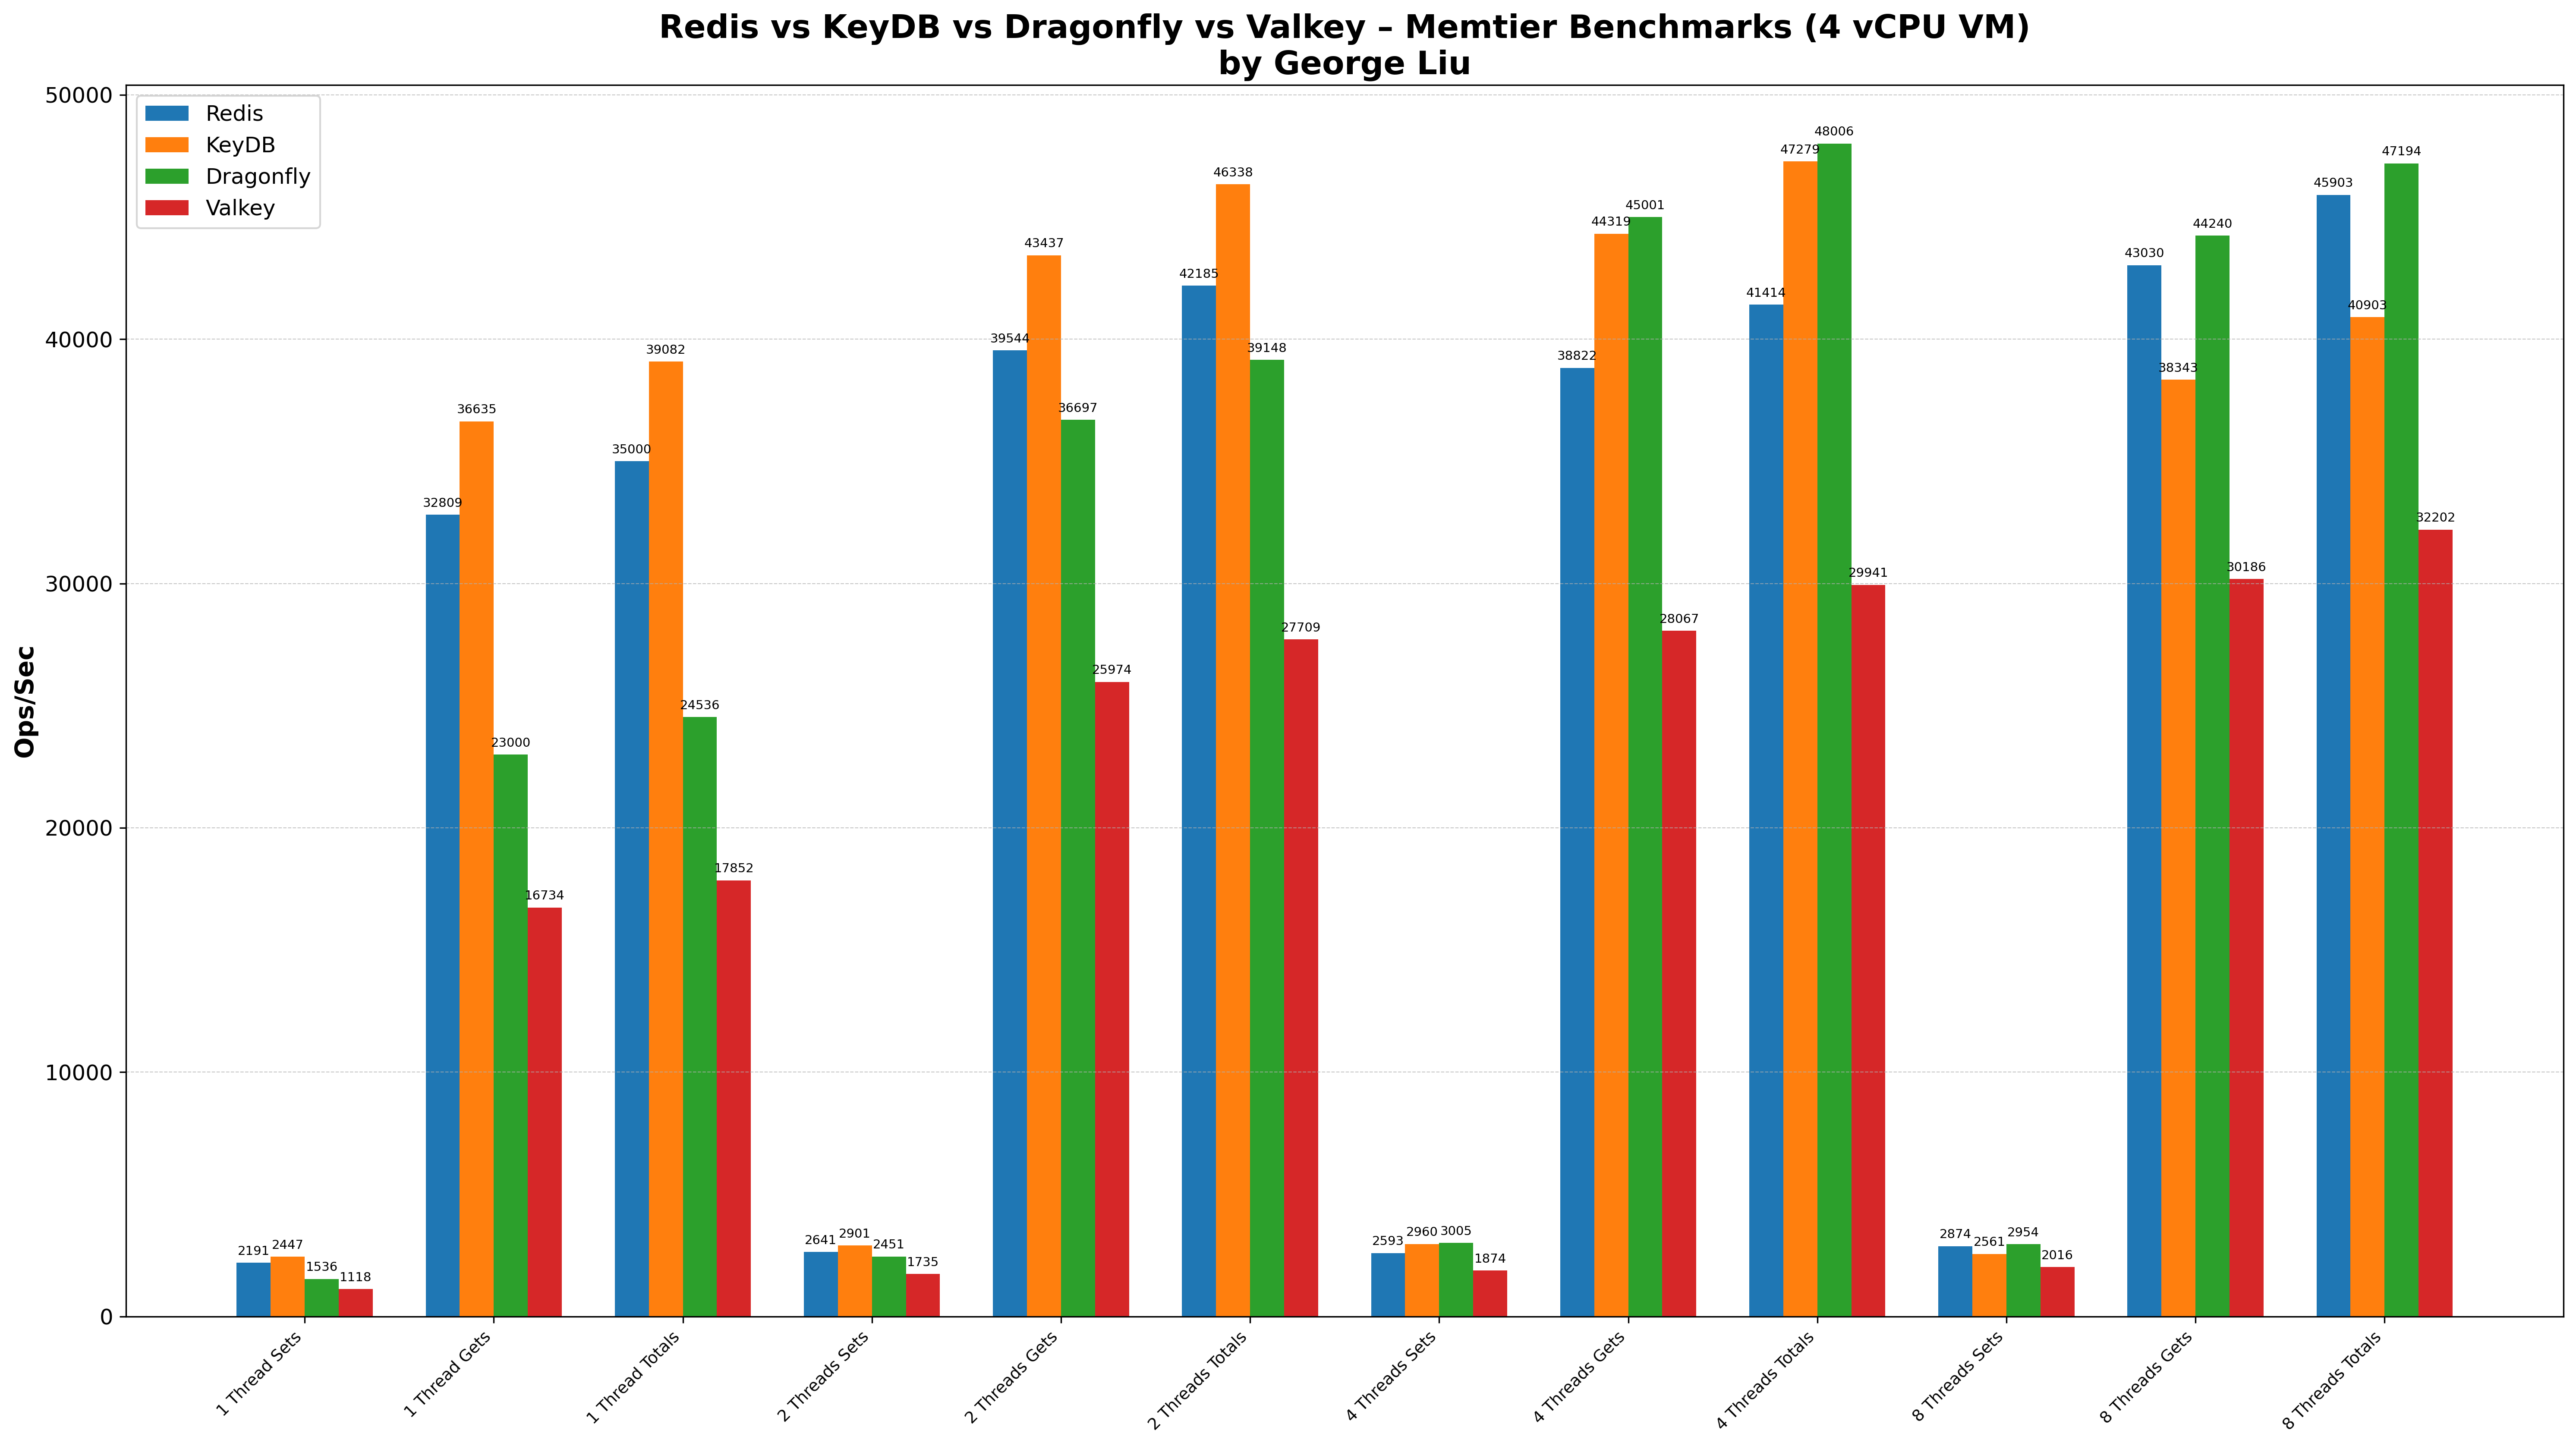 Redis vs KeyDB vs Dragonfly vs Valkey – Memtier Benchmarks (4 vCPU VM)
by George Liu
Redis
KeyDB
Dragonfly
Valkey
Ops/Sec
50000
40000
30000
20000
10000
0
2191 2447 1536 1118
32809 36635 23000 16734
35000 39082 24536 17852
2641 2901 2451 1735
39544 43437 36697 25974
42185 46338 39148 27709
2593 2960 3005 1874
38822 44319 45001 28067
41414 47279 48006 29941
2874 2561 2954 2016
43030 38343 44240 30186
45903 40903 47194 32202
1 Thread Sets
1 Thread Gets
1 Thread Totals
2 Threads Sets
2 Threads Gets
2 Threads Totals
4 Threads Sets
4 Threads Gets
4 Threads Totals
8 Threads Sets
8 Threads Gets
8 Threads Totals